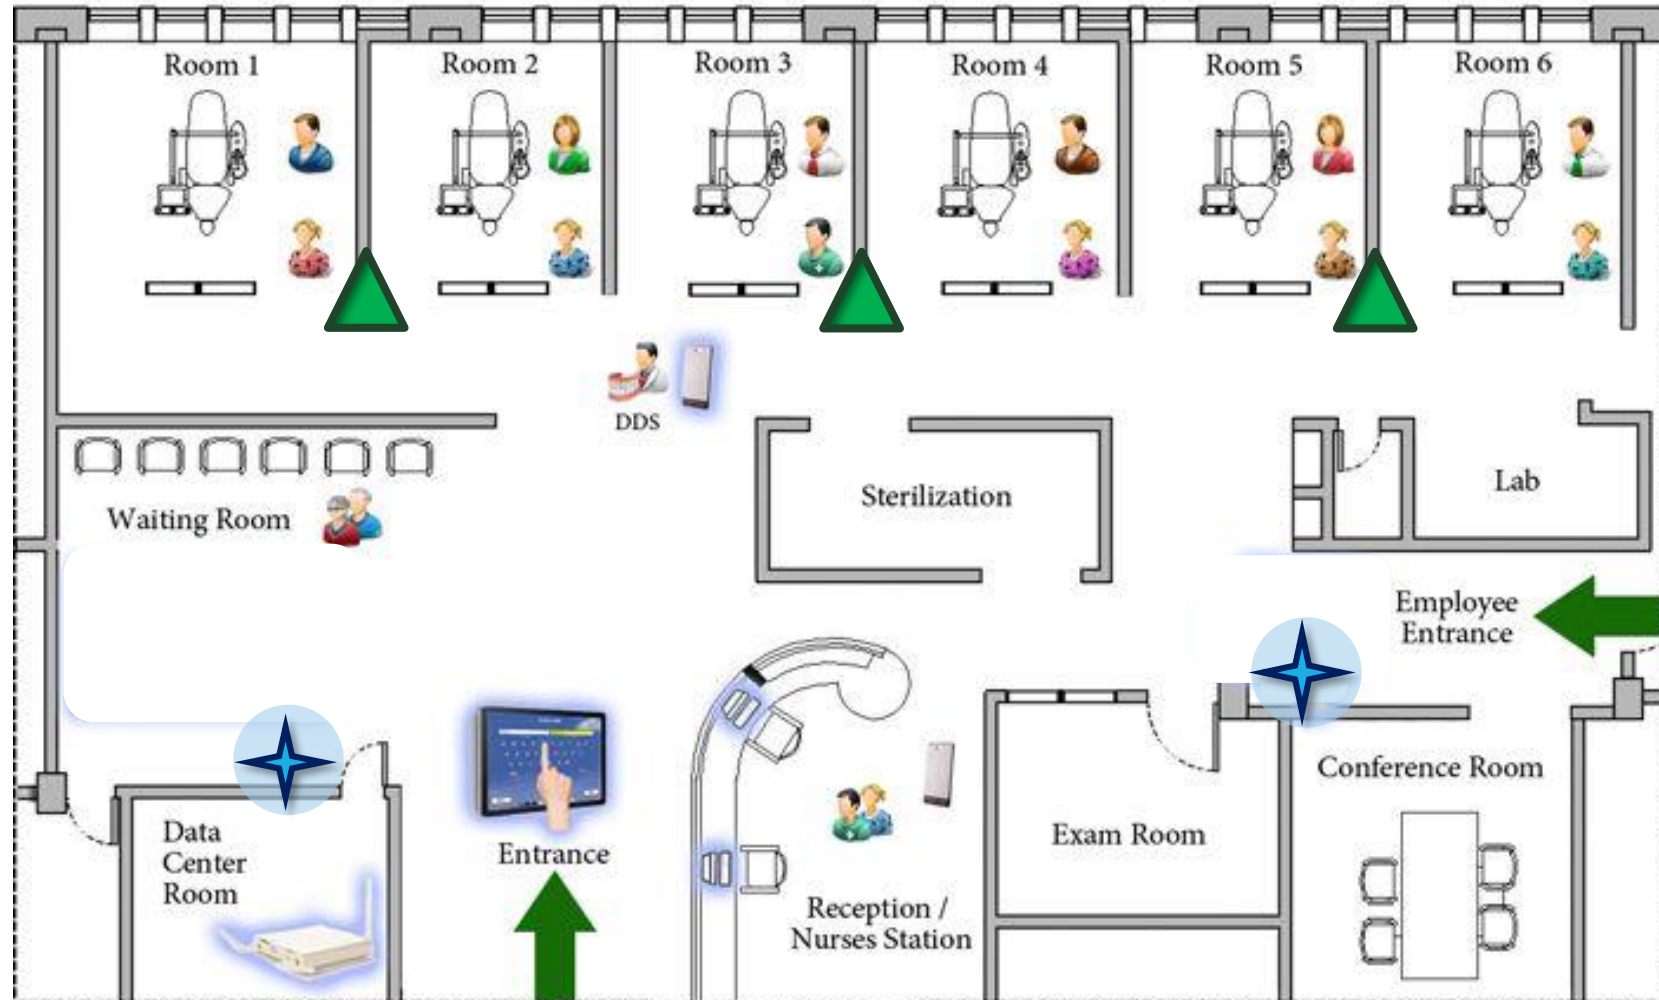 Room 1
Room 2
Room 3
Room 4
Room 5
Room 6
DDS
Waiting Room
Sterilization
Lab
Employee
Entrance
Conference Room
Data
Center
Room
Entrance
Exam Room
Reception /
Nurses Station